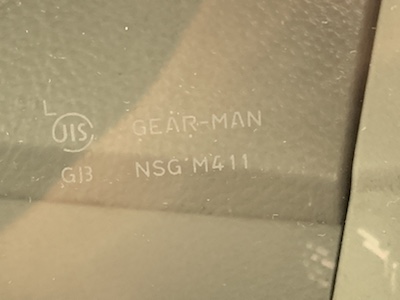 L
JIS GEAR-MAN
G13 NSG M411